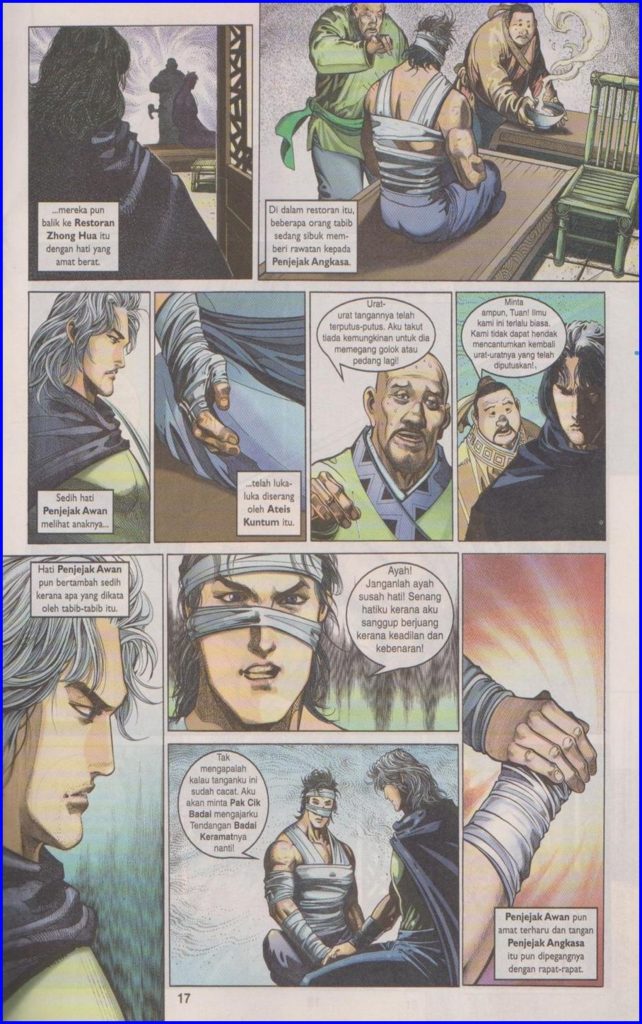 ...mereka pun
balik ke Restoran
Zhong Hua itu
dengan hati yang
amat berat.
Di dalam restoran itu,
beberapa orang tabib
sedang sibuk mem-
beri rawatan kepada
Penjejak Angkasa.
Sedih hati
Penjejak Awan
melihat anaknya...
...telah luka-
luka diserang
oleh Ateis
Kuntum itu.
Urat-
urat tangannya telah
terputus-putus. Aku takut
tiada kemungkinan untuk dia
memegang golok atau
pedang lagi!
Minta
ampun, Tuan! Ilmu
kami ini terlalu biasa.
Kami tidak dapat hendak
mencantumkan kembali
urat-uratnya yang telah
diputuskan!
Hati Penjejak Awan
pun bertambah sedih
kerana apa yang dikata
oleh tabib-tabib itu.
Ayah!
Janganlah ayah
susah hati! Senang
hatiku kerana aku
sanggup berjuang
kerana keadilan dan
kebenaran!
Tak
mengapalah
kalau tanganku ini
sudah cacat. Aku
akan minta Pak Cik
Badai mengajarku
Tendangan Badai
Keramatnya
nanti!
Penjejak Awan pun
amat terharu dan tangan
Penjejak Angkasa
itu pun dipegangnya
dengan rapat-rapat.
17